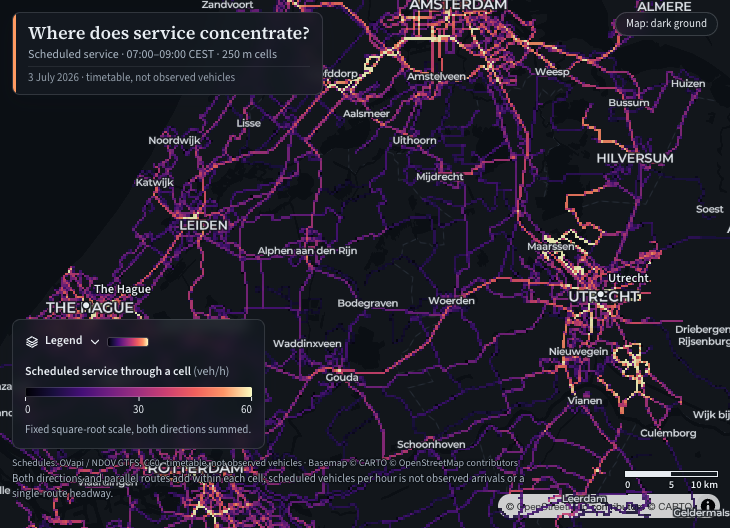 Zandvoort
AMSTERDAM
ALMERE
Where does service concentrate?
Scheduled service · 07:00–09:00 CEST · 250 m cells
3 July 2026 · timetable, not observed vehicles
Map: dark ground
Amstelveen
Weesp
Huizen
Bussum
Aalsmeer
Lisse
Noordwijk
Uithoorn
HILVERSUM
Mijdrecht
Katwijk
Soest
LEIDEN
Alphen aan den Rijn
Maarssen
Utrecht
The Hague
THE HAGUE
UTRECHT
Bodegraven
Woerden
Legend
Waddinxveen
Driebergen
Rijsenburg
Nieuwegein
Scheduled service through a cell (veh/h)
Gouda
0 30 60
Vianen
Wijk bij
Fixed square-root scale, both directions summed.
Culemborg
Schoonhoven
ROTTERDAM
Schedules: OVapi / NDOV GTFS, CC0 · timetable, not observed vehicles · Basemap © CARTO © OpenStreetMap contributors
Both directions and parallel routes add within each cell; scheduled vehicles per hour is not observed arrivals or a
single-route headway.
0 5 10 km
Leerdam
© OpenStreetMap contributors © CARTO
Geldermals